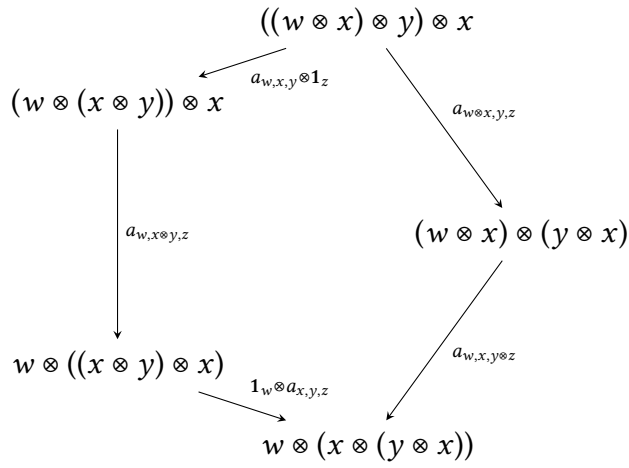 ((w ⊗ x) ⊗ y) ⊗ x
a_{w,x,y}⊗1_z
(w ⊗ (x ⊗ y)) ⊗ x
a_{w⊗x,y,z}
a_{w,x⊗y,z}
(w ⊗ x) ⊗ (y ⊗ x)
w ⊗ ((x ⊗ y) ⊗ x)
a_{w,x,y⊗z}
1_w⊗a_{x,y,z}
w ⊗ (x ⊗ (y ⊗ x))